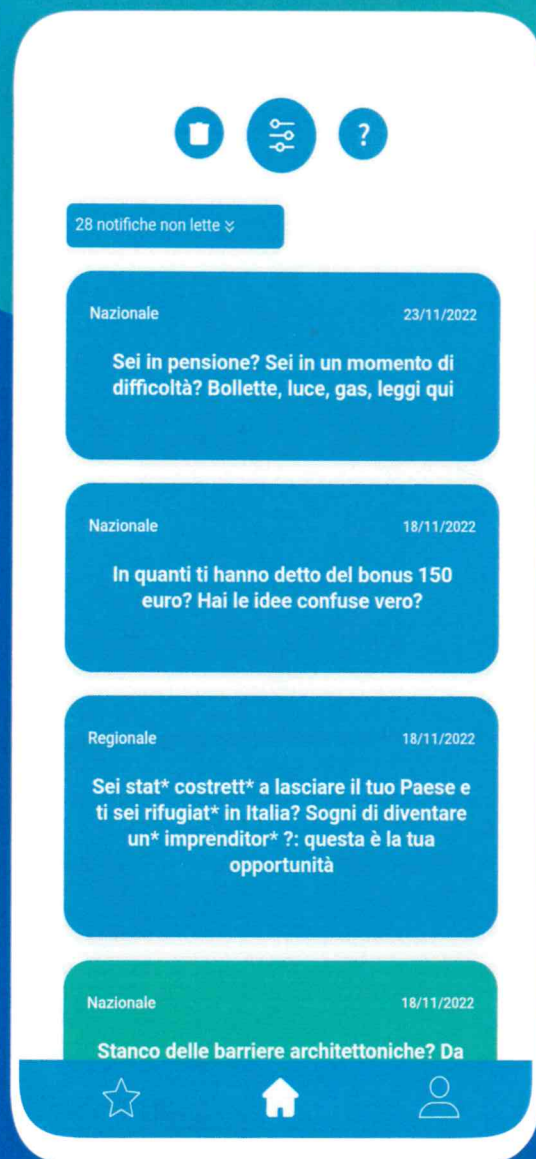 ?
28 notifiche non lette
Nazionale 23/11/2022
Sei in pensione? Sei in un momento di
difficoltà? Bollette, luce, gas, leggi qui
Nazionale 18/11/2022
In quanti ti hanno detto del bonus 150
euro? Hai le idee confuse vero?
Regionale 18/11/2022
Sei stat* costrett* a lasciare il tuo Paese e
ti sei rifugiat* in Italia? Sogni di diventare
un* imprenditor* ?: questa è la tua
opportunità
Nazionale 18/11/2022
Stanco delle barriere architettoniche? Da